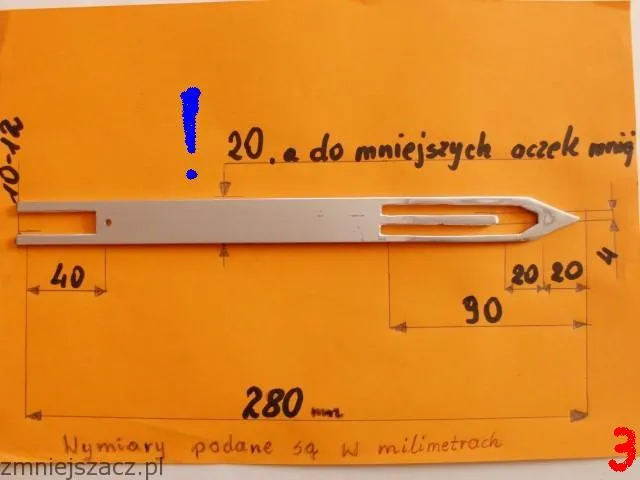 !
20. a do mniejszych oczek mniej
10-12
40
20 20
4
90
280 mm
Wymiary podane są w milimetrach
3
zmniejszacz.pl